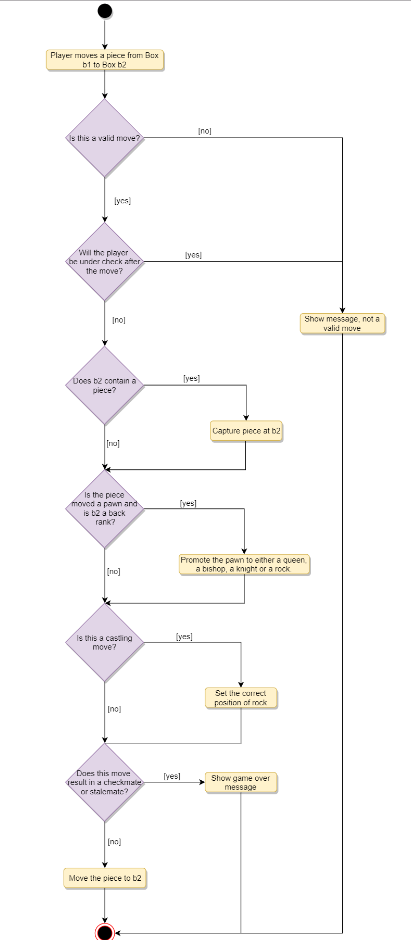 Player moves a piece from Box
b1 to Box b2
Is this a valid move?
[no]
[yes]
Will the player
be under check after
the move?
[yes]
[no]
Show message, not a
valid move
Does b2 contain a
piece?
[yes]
Capture piece at b2
[no]
Is the piece
moved a pawn and
is b2 a back
rank?
[yes]
Promote the pawn to either a queen,
a bishop, a knight or a rock.
[no]
Is this a castling
move?
[yes]
Set the correct
position of rock
[no]
Does this move
result in a checkmate
or stalemate?
[yes]
Show game over
message
[no]
Move the piece to b2